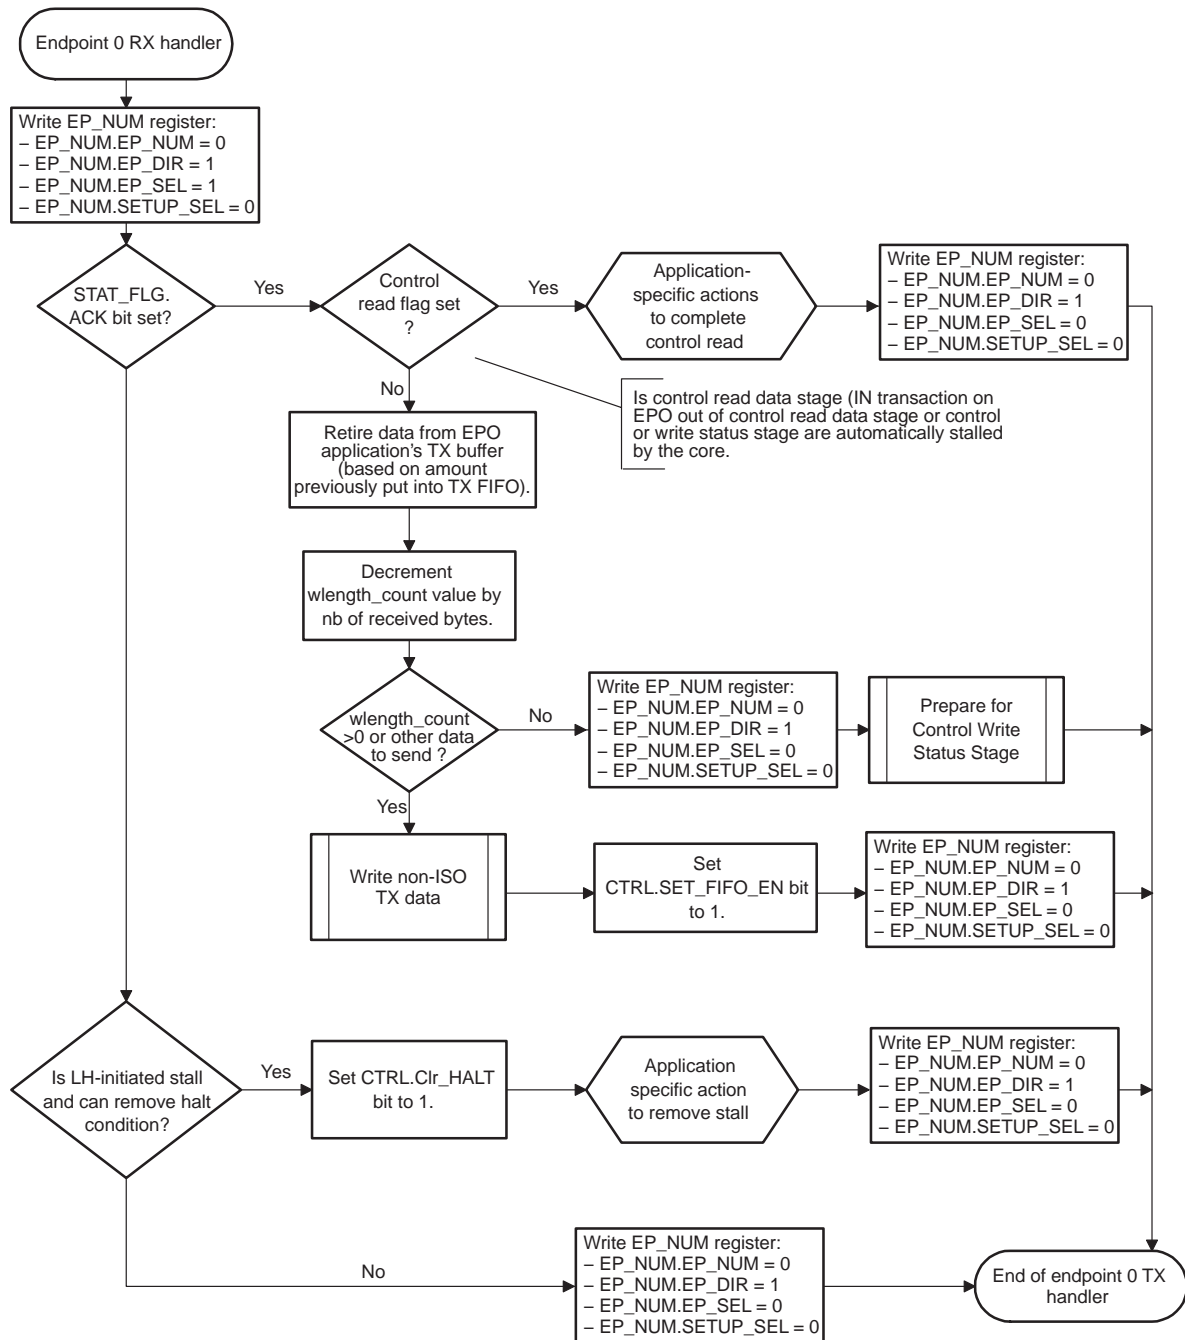 Endpoint 0 RX handler
Write EP_NUM register:
– EP_NUM.EP_NUM = 0
– EP_NUM.EP_DIR = 1
– EP_NUM.EP_SEL = 1
– EP_NUM.SETUP_SEL = 0
STAT_FLG.
ACK bit set?
Yes
Control
read flag set
?
Yes
Application-
specific actions
to complete
control read
Write EP_NUM register:
– EP_NUM.EP_NUM = 0
– EP_NUM.EP_DIR = 1
– EP_NUM.EP_SEL = 0
– EP_NUM.SETUP_SEL = 0
No
Is control read data stage (IN transaction on
EPO out of control read data stage or control
or write status stage are automatically stalled
by the core.
Retire data from EPO
application's TX buffer
(based on amount
previously put into TX FIFO).
Decrement
wlength_count value by
nb of received bytes.
wlength_count
>0 or other data
to send ?
No
Write EP_NUM register:
– EP_NUM.EP_NUM = 0
– EP_NUM.EP_DIR = 1
– EP_NUM.EP_SEL = 0
– EP_NUM.SETUP_SEL = 0
Prepare for
Control Write
Status Stage
Yes
Write non-ISO
TX data
Set
CTRL.SET_FIFO_EN bit
to 1.
Write EP_NUM register:
– EP_NUM.EP_NUM = 0
– EP_NUM.EP_DIR = 1
– EP_NUM.EP_SEL = 0
– EP_NUM.SETUP_SEL = 0
Is LH-initiated stall
and can remove halt
condition?
Yes
Set CTRL.Clr_HALT
bit to 1.
Application
specific action
to remove stall
Write EP_NUM register:
– EP_NUM.EP_NUM = 0
– EP_NUM.EP_DIR = 1
– EP_NUM.EP_SEL = 0
– EP_NUM.SETUP_SEL = 0
No
Write EP_NUM register:
– EP_NUM.EP_NUM = 0
– EP_NUM.EP_DIR = 1
– EP_NUM.EP_SEL = 0
– EP_NUM.SETUP_SEL = 0
End of endpoint 0 TX
handler